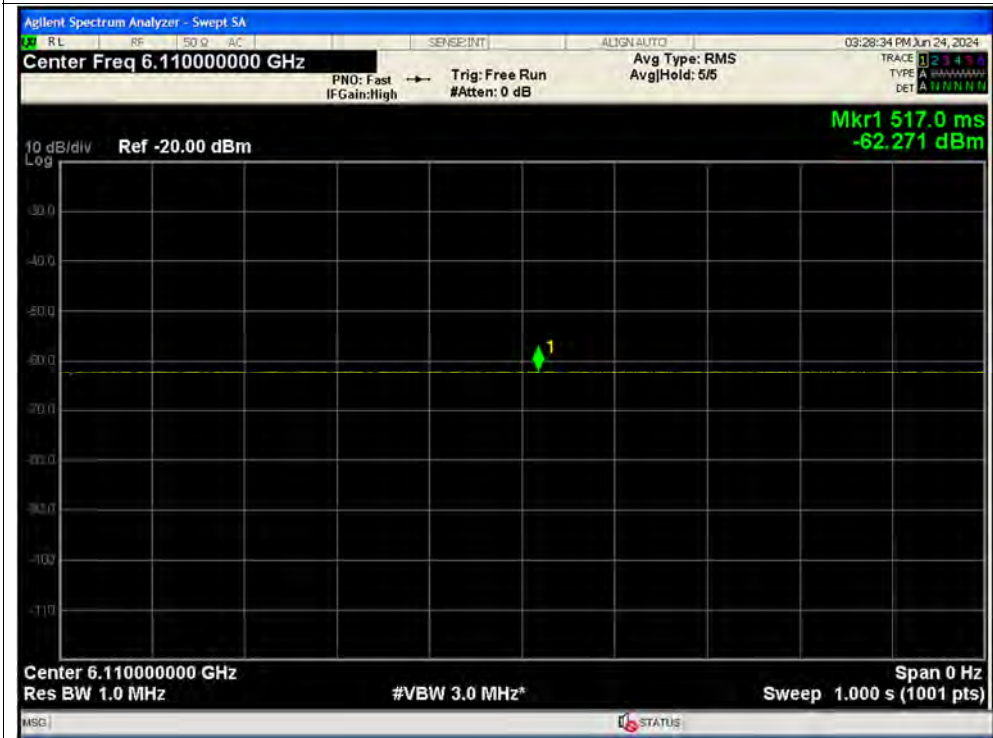 Agilent Spectrum Analyzer - Swept SA
RL RF 50 Ω AC SENSE:INT ALIGN AUTO 03:28:34 PM Jun 24, 2024
Center Freq 6.110000000 GHz
PNO: Fast
IFGain:High
Trig: Free Run
#Atten: 0 dB
Avg Type: RMS
Avg|Hold: 5/5
TRACE 1 2 3 4 5 6
TYPE A
DET A N N N N N
Mkr1 517.0 ms
-62.271 dBm
10 dB/div Ref -20.00 dBm
Log
-30.0
-40.0
-50.0
1
-60.0
-70.0
-80.0
-90.0
-100
-110
Center 6.110000000 GHz Span 0 Hz
Res BW 1.0 MHz #VBW 3.0 MHz* Sweep 1.000 s (1001 pts)
MSG STATUS